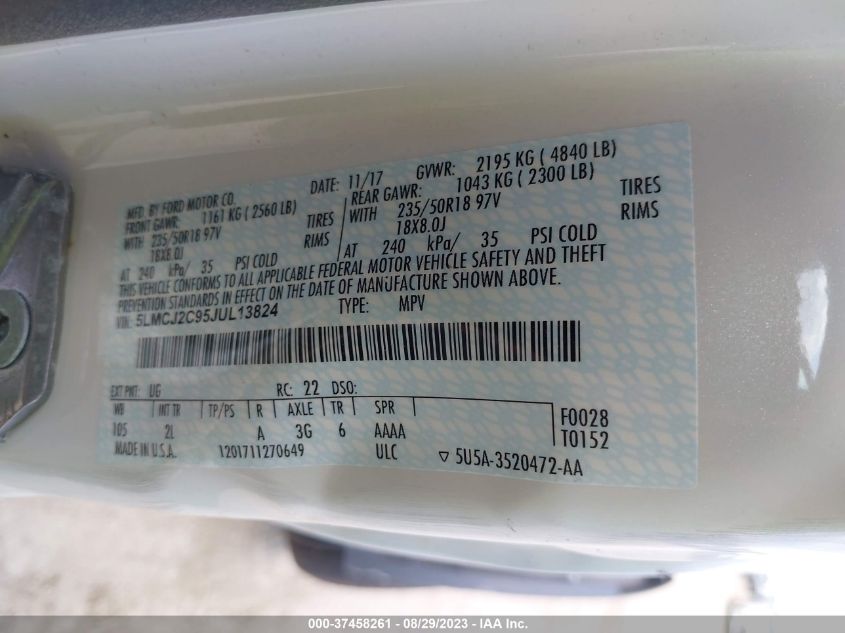 MFD. BY FORD MOTOR CO.
DATE: 11/17 GVWR: 2195 KG ( 4840 LB)
FRONT GAWR: 1161 KG ( 2560 LB) REAR GAWR: 1043 KG ( 2300 LB)
WITH 235/50R18 97V TIRES WITH 235/50R18 97V TIRES
18X8.0J RIMS 18X8.0J RIMS
AT 240 kPa/ 35 PSI COLD AT 240 kPa/ 35 PSI COLD
THIS VEHICLE CONFORMS TO ALL APPLICABLE FEDERAL MOTOR VEHICLE SAFETY AND THEFT
PREVENTION STANDARDS IN EFFECT ON THE DATE OF MANUFACTURE SHOWN ABOVE.
VIN: 5LMCJ2C95JUL13824 TYPE: MPV
EXT PNT: UG RC: 22 DSO:
WB INT TR TP/PS R AXLE TR SPR F0028
105 2L A 3G 6 AAAA T0152
MADE IN U.S.A. 1201711270649 ULC ▽ 5U5A-3520472-AA
000-37458261 - 08/29/2023 - IAA Inc.